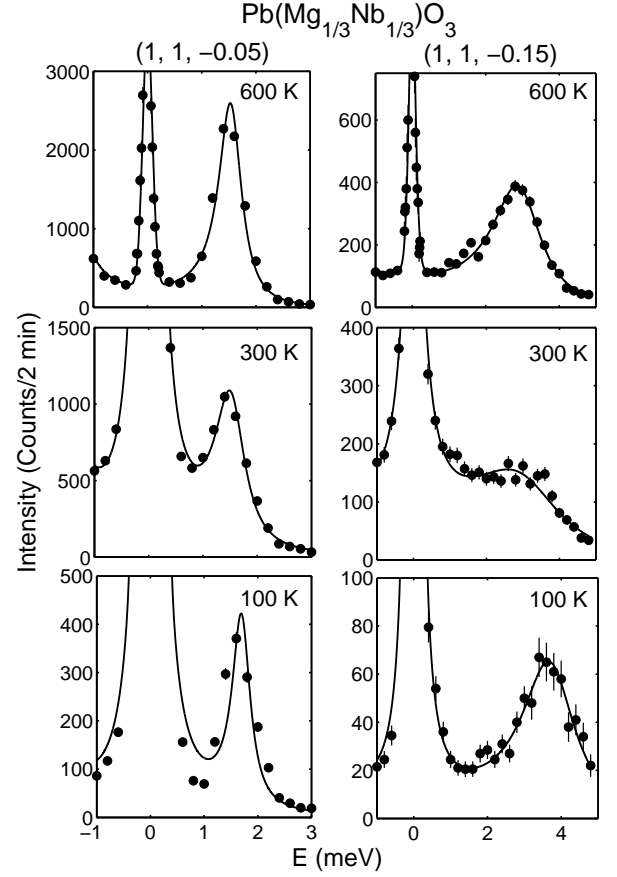 Pb(Mg1/3Nb1/3)O3
(1, 1, −0.05) (1, 1, −0.15)
3000 600 K 600 K
600
2000
400
1000
200
0 0
1500 300 K 400 300 K
300
1000
200
500
100
0 0
500 100 K 100 100 K
400 80
300 60
200 40
100 20
0 0
−1 0 1 2 3 0 2 4
Intensity (Counts/2 min)
E (meV)